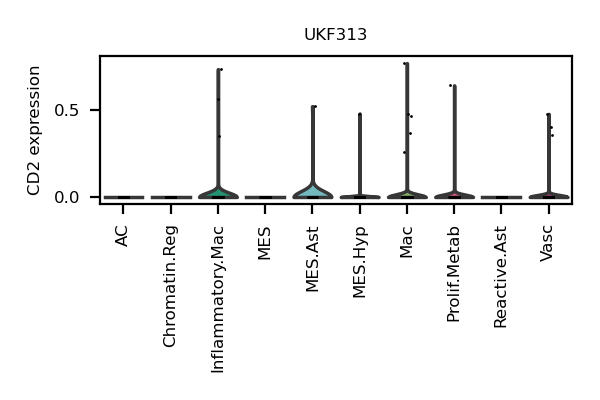 UKF313
CD2 expression
0.5
0.0
AC
Chromatin.Reg
Inflammatory.Mac
MES
MES.Ast
MES.Hyp
Mac
Prolif.Metab
Reactive.Ast
Vasc